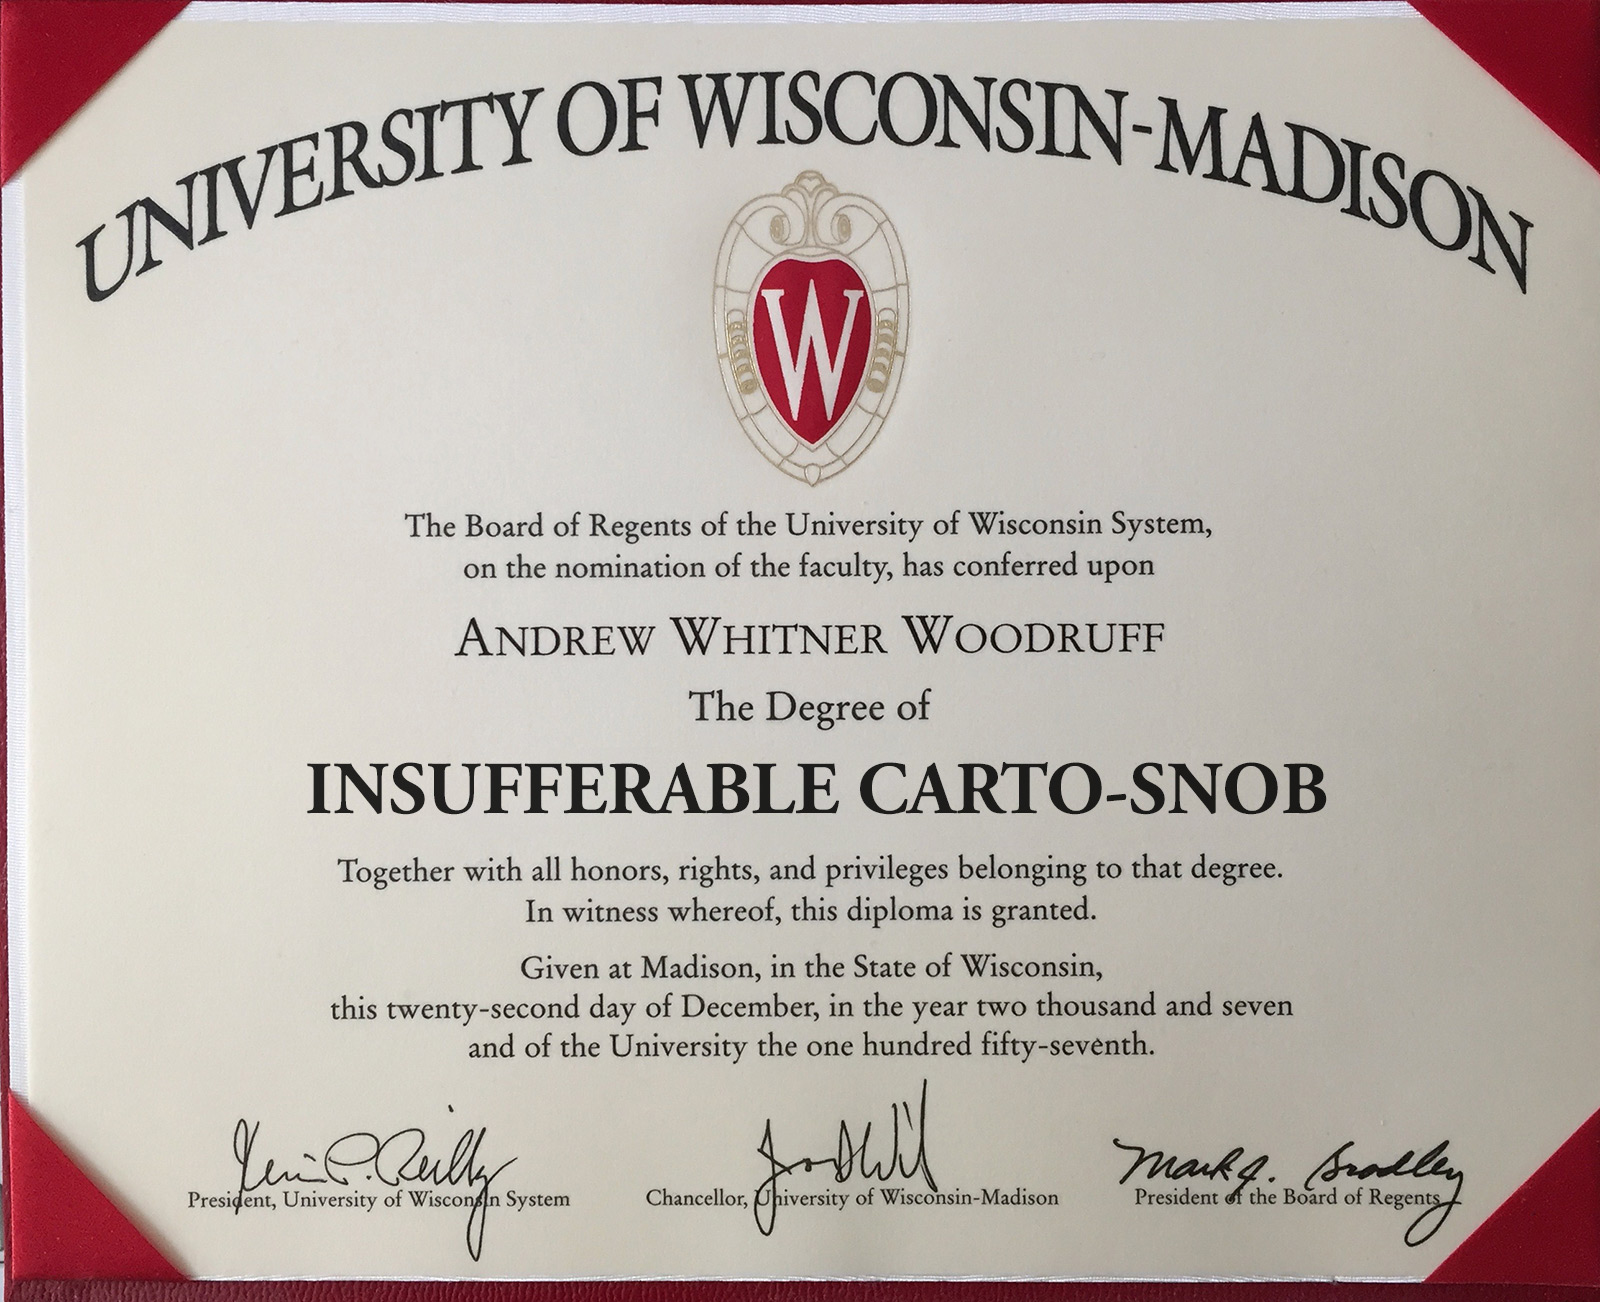 UNIVERSITY OF WISCONSIN-MADISON
W
The Board of Regents of the University of Wisconsin System,
on the nomination of the faculty, has conferred upon
ANDREW WHITNER WOODRUFF
The Degree of
INSUFFERABLE CARTO-SNOB
Together with all honors, rights, and privileges belonging to that degree.
In witness whereof, this diploma is granted.
Given at Madison, in the State of Wisconsin,
this twenty-second day of December, in the year two thousand and seven
and of the University the one hundred fifty-seventh.
Kevin P. Reilly
Mark J. Bradley
President, University of Wisconsin System
Chancellor, University of Wisconsin-Madison
President of the Board of Regents